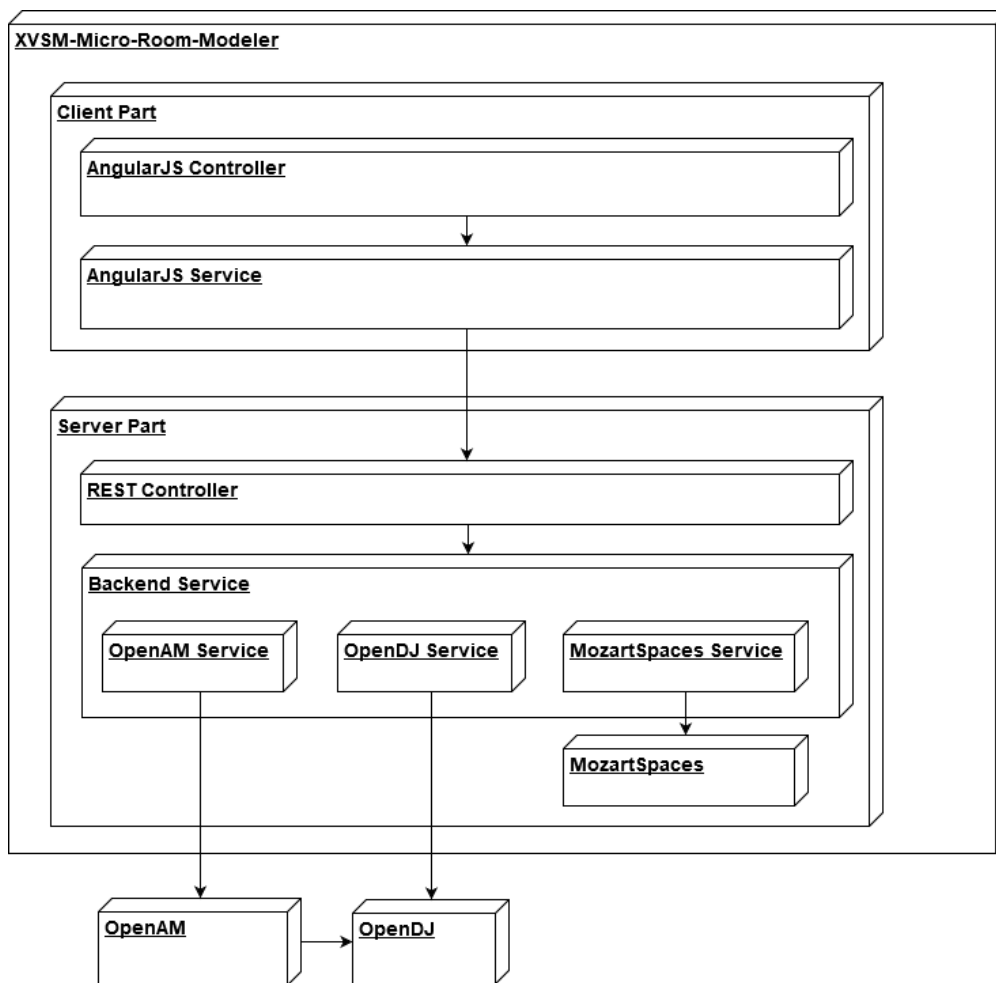 XVSM-Micro-Room-Modeler
Client Part
AngularJS Controller
AngularJS Service
Server Part
REST Controller
Backend Service
OpenAM Service
OpenDJ Service
MozartSpaces Service
MozartSpaces
OpenAM
OpenDJ